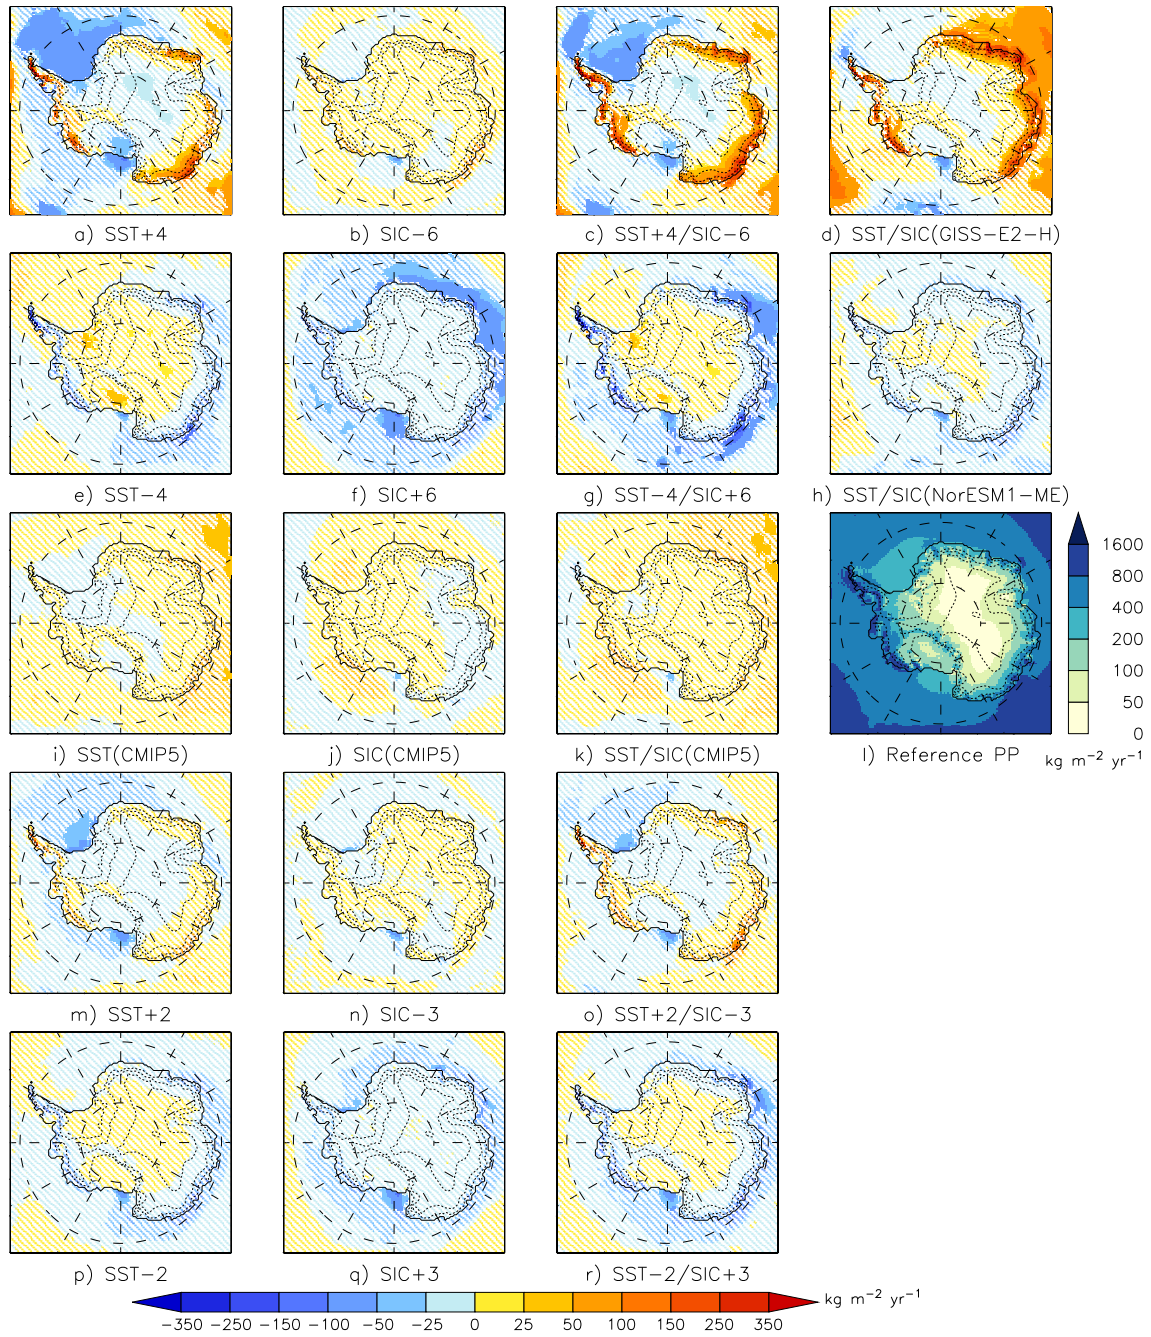 a) SST+4
b) SIC−6
c) SST+4/SIC−6
d) SST/SIC(GISS−E2−H)
e) SST−4
f) SIC+6
g) SST−4/SIC+6
h) SST/SIC(NorESM1−ME)
1600
800
400
200
100
50
0
kg m−2 yr−1
i) SST(CMIP5)
j) SIC(CMIP5)
k) SST/SIC(CMIP5)
l) Reference PP
m) SST+2
n) SIC−3
o) SST+2/SIC−3
p) SST−2
q) SIC+3
r) SST−2/SIC+3
kg m−2 yr−1
−350 −250 −150 −100 −50 −25 0 25 50 100 150 250 350